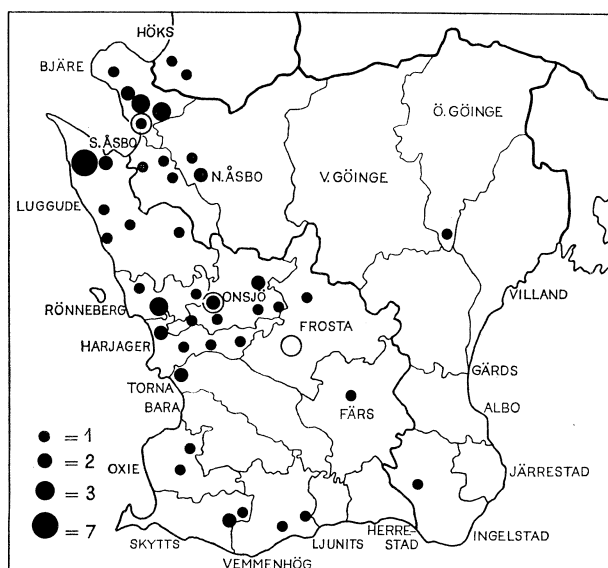 HÖKS
BJÄRE
Ö. GÖINGE
S. ÅSBO
N. ÅSBO
V. GÖINGE
LUGGUDE
VILLAND
RÖNNEBERG
ONSJÖ
FROSTA
HARJAGER
GÄRDS
TORNA
BARA
FÄRS
ALBO
= 1
= 2
OXIE
JÄRRESTAD
= 3
= 7
SKYTTS
VEMMENHÖG
LJUNITS
HERRE-
STAD
INGELSTAD